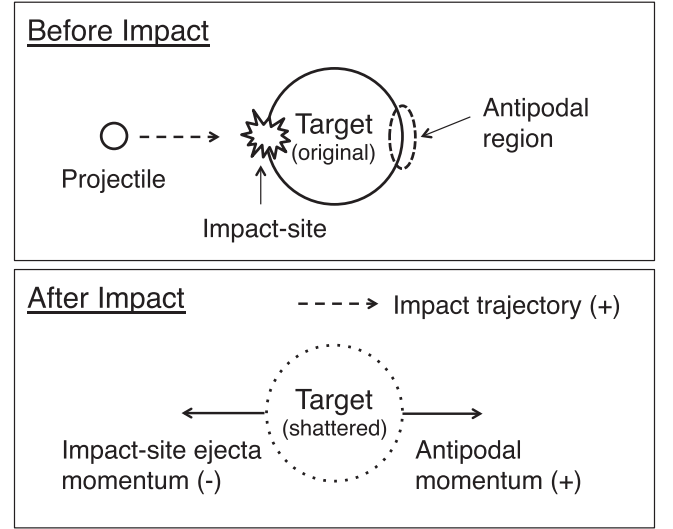 Before Impact
Target
(original)
Antipodal
region
Projectile
Impact-site
After Impact
Impact trajectory (+)
Target
(shattered)
Impact-site ejecta
momentum (-)
Antipodal
momentum (+)